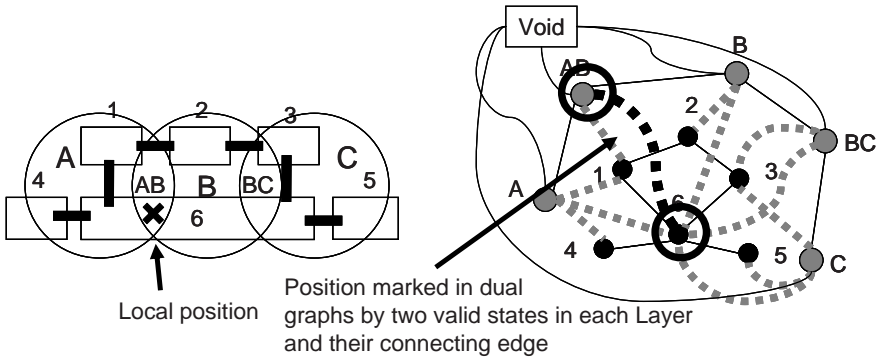 1
2
3
A
C
4
AB
B
BC
5
6
Local position
Void
AB
B
2
BC
1
3
A
6
4
5
C
Position marked in dual
graphs by two valid states in each Layer
and their connecting edge